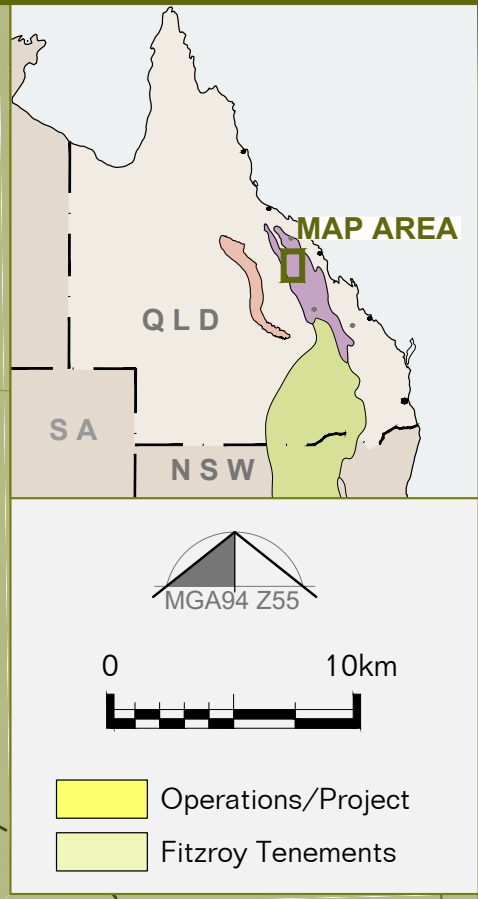 MAP AREA
QLD
SA
NSW
MGA94 Z55
0 10km
Operations/Project
Fitzroy Tenements